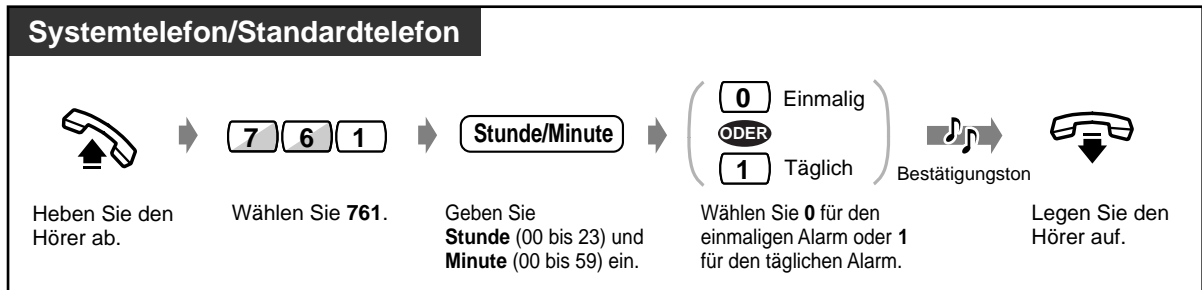 Systemtelefon/Standardtelefon
7 6 1
Stunde/Minute
0 Einmalig
ODER
1 Täglich
Bestätigungston
Heben Sie den
Hörer ab.
Wählen Sie 761.
Geben Sie
Stunde (00 bis 23) und
Minute (00 bis 59) ein.
Wählen Sie 0 für den
einmaligen Alarm oder 1
für den täglichen Alarm.
Legen Sie den
Hörer auf.